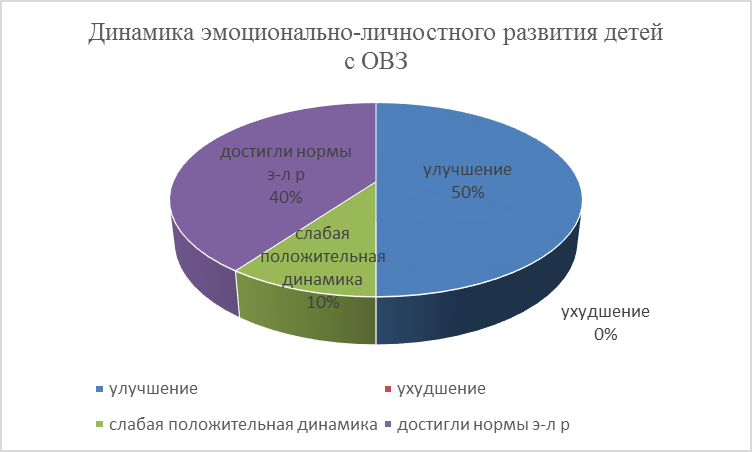 Динамика эмоционально-личностного развития детей
с ОВЗ
достигли нормы
э-л р
40%
улучшение
50%
слабая
положительная
динамика
10%
ухудшение
0%
улучшение
ухудшение
слабая положительная динамика
достигли нормы э-л р